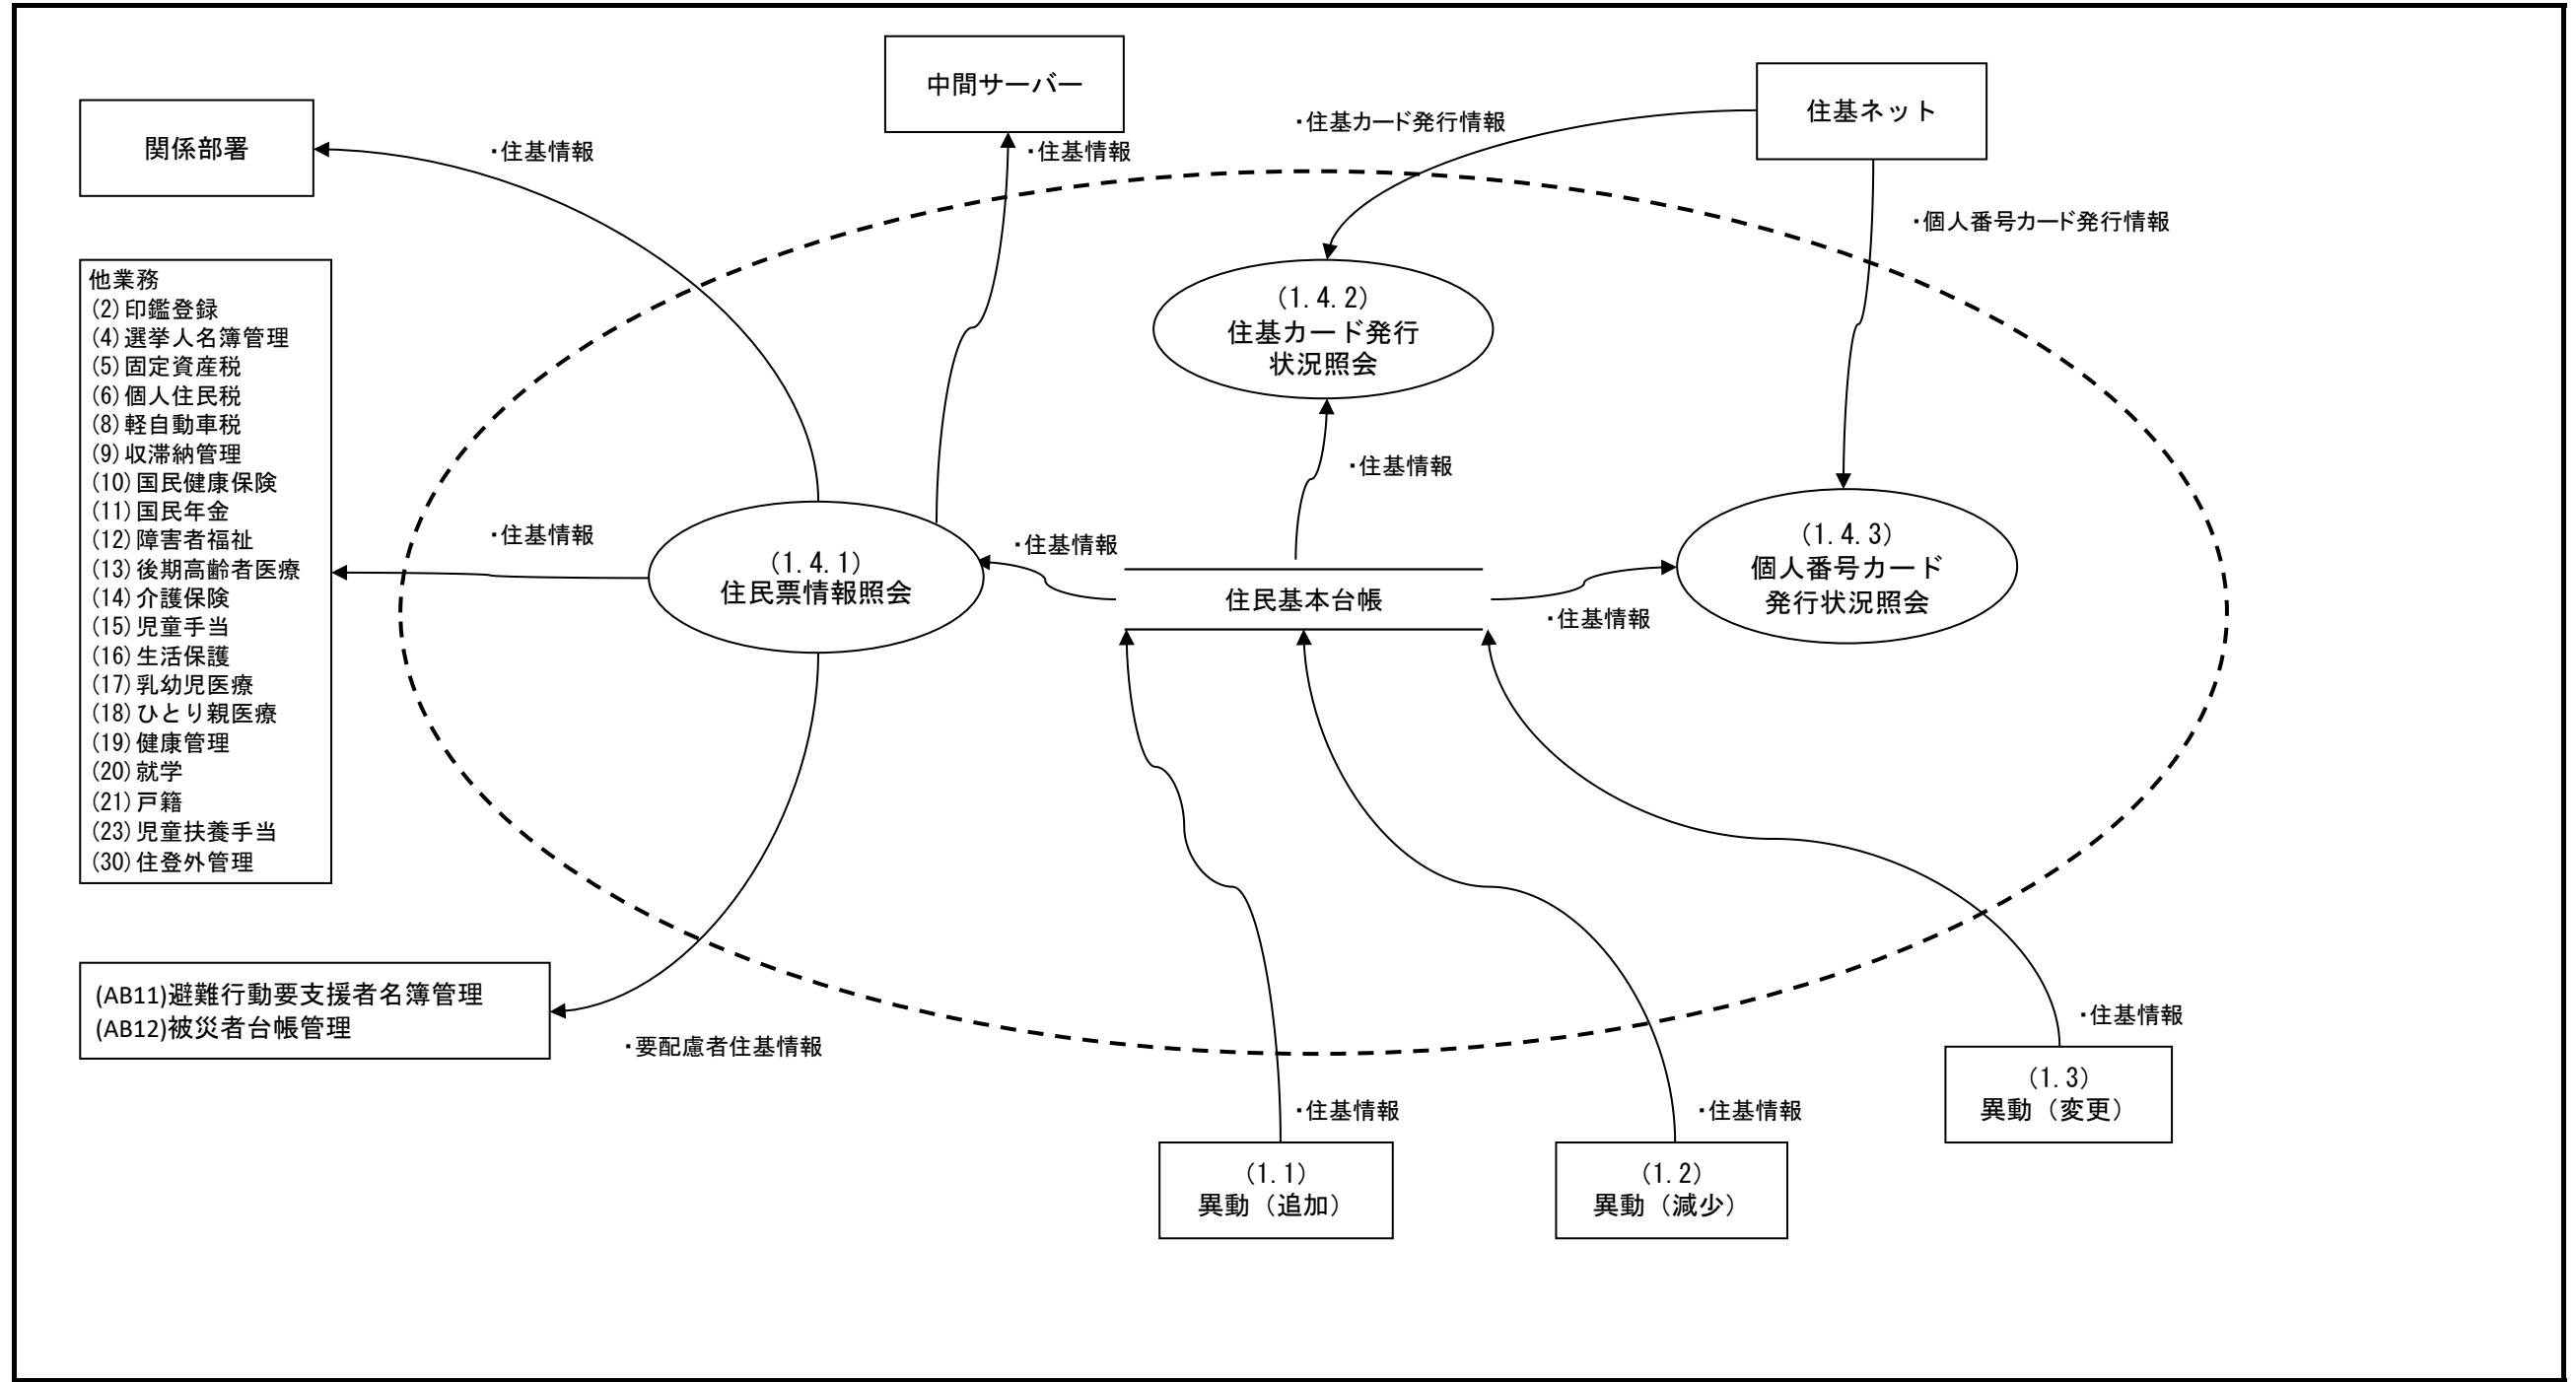 中間サーバー
住基ネット
関係部署
・住基情報
・住基情報
・住基カード発行情報
・個人番号カード発行情報
他業務
(2)印鑑登録
(4)選挙人名簿管理
(5)固定資産税
(6)個人住民税
(8)軽自動車税
(9)収滞納管理
(10)国民健康保険
(11)国民年金
(12)障害者福祉
(13)後期高齢者医療
(14)介護保険
(15)児童手当
(16)生活保護
(17)乳幼児医療
(18)ひとり親医療
(19)健康管理
(20)就学
(21)戸籍
(23)児童扶養手当
(30)住登外管理
(1.4.2)
住基カード発行
状況照会
・住基情報
・住基情報
(1.4.1)
住民票情報照会
・住基情報
住民基本台帳
・住基情報
(1.4.3)
個人番号カード
発行状況照会
(AB11)避難行動要支援者名簿管理
(AB12)被災者台帳管理
・要配慮者住基情報
・住基情報
(1.3)
異動（変更）
・住基情報
(1.1)
異動（追加）
・住基情報
(1.2)
異動（減少）